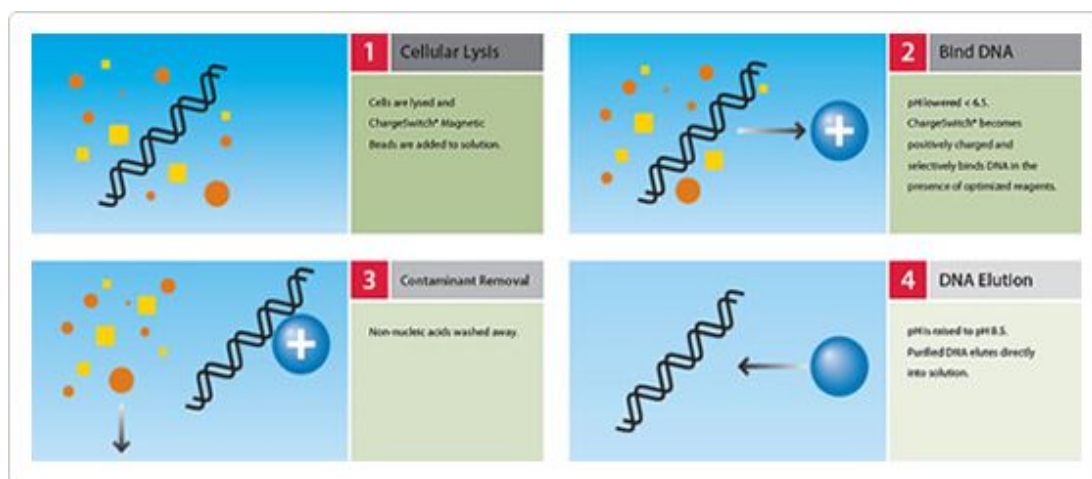 1 Cellular Lysis
Cells are lysed and
ChargeSwitch® Magnetic
Beads are added to solution.
2 Bind DNA
pH lowered < 6.5.
ChargeSwitch® becomes
positively charged and
selectively binds DNA in the
presence of optimized reagents.
3 Contaminant Removal
Non-nucleic acids washed away.
4 DNA Elution
pH is raised to pH 8.5.
Purified DNA elutes directly
into solution.